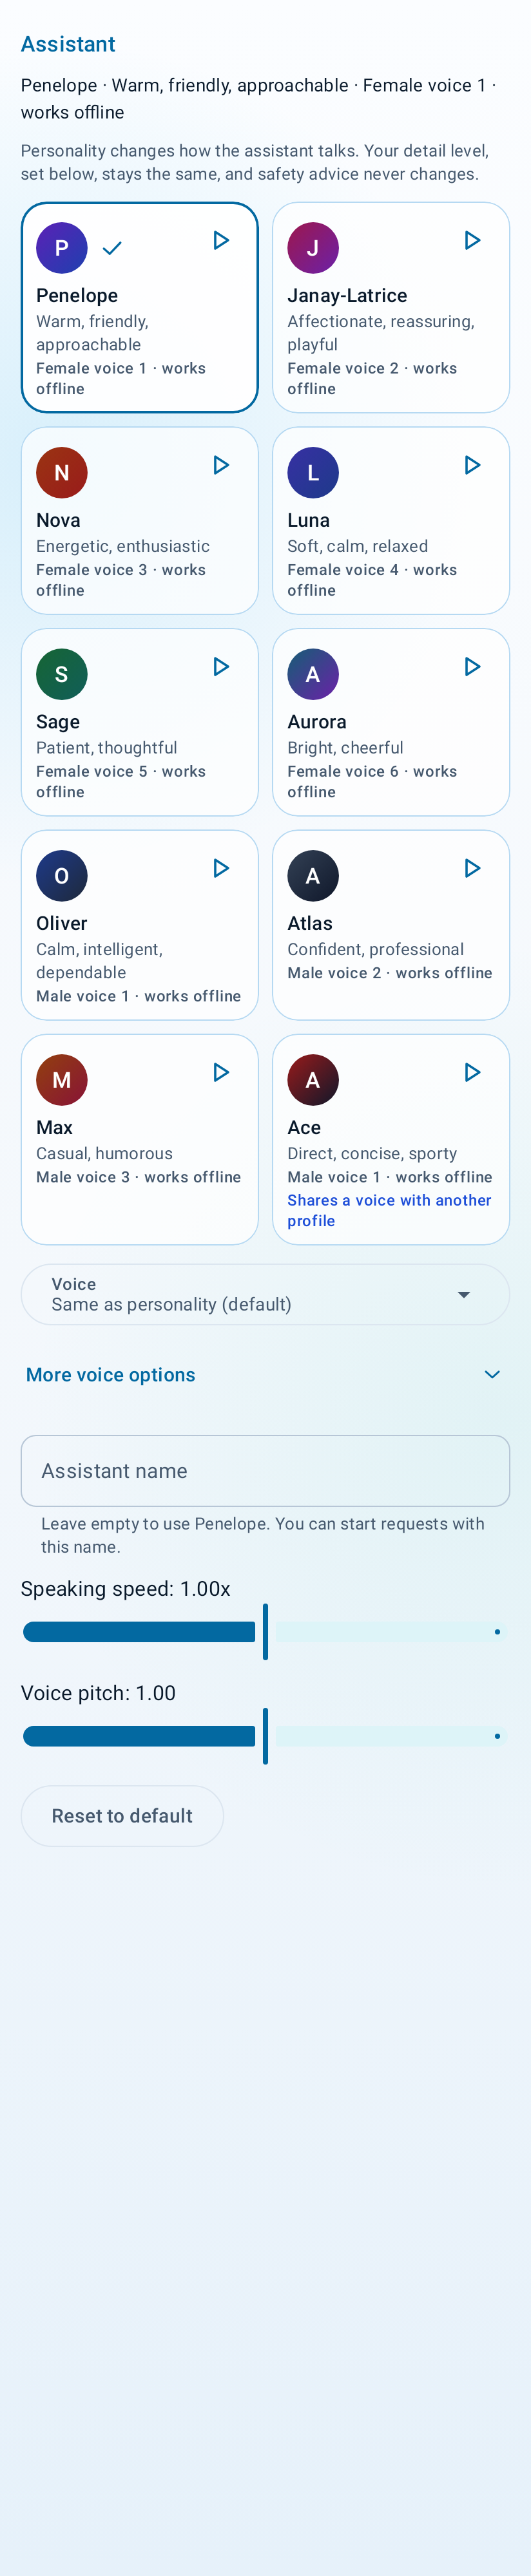 Assistant
Penelope · Warm, friendly, approachable · Female voice 1 ·
works offline
Personality changes how the assistant talks. Your detail level,
set below, stays the same, and safety advice never changes.
P
Penelope
Warm, friendly,
approachable
Female voice 1 · works
offline
J
Janay-Latrice
Affectionate, reassuring,
playful
Female voice 2 · works
offline
N
Nova
Energetic, enthusiastic
Female voice 3 · works
offline
L
Luna
Soft, calm, relaxed
Female voice 4 · works
offline
S
Sage
Patient, thoughtful
Female voice 5 · works
offline
A
Aurora
Bright, cheerful
Female voice 6 · works
offline
O
Oliver
Calm, intelligent,
dependable
Male voice 1 · works offline
A
Atlas
Confident, professional
Male voice 2 · works offline
M
Max
Casual, humorous
Male voice 3 · works offline
A
Ace
Direct, concise, sporty
Male voice 1 · works offline
Shares a voice with another
profile
Voice
Same as personality (default)
More voice options
Assistant name
Leave empty to use Penelope. You can start requests with
this name.
Speaking speed: 1.00x
Voice pitch: 1.00
Reset to default